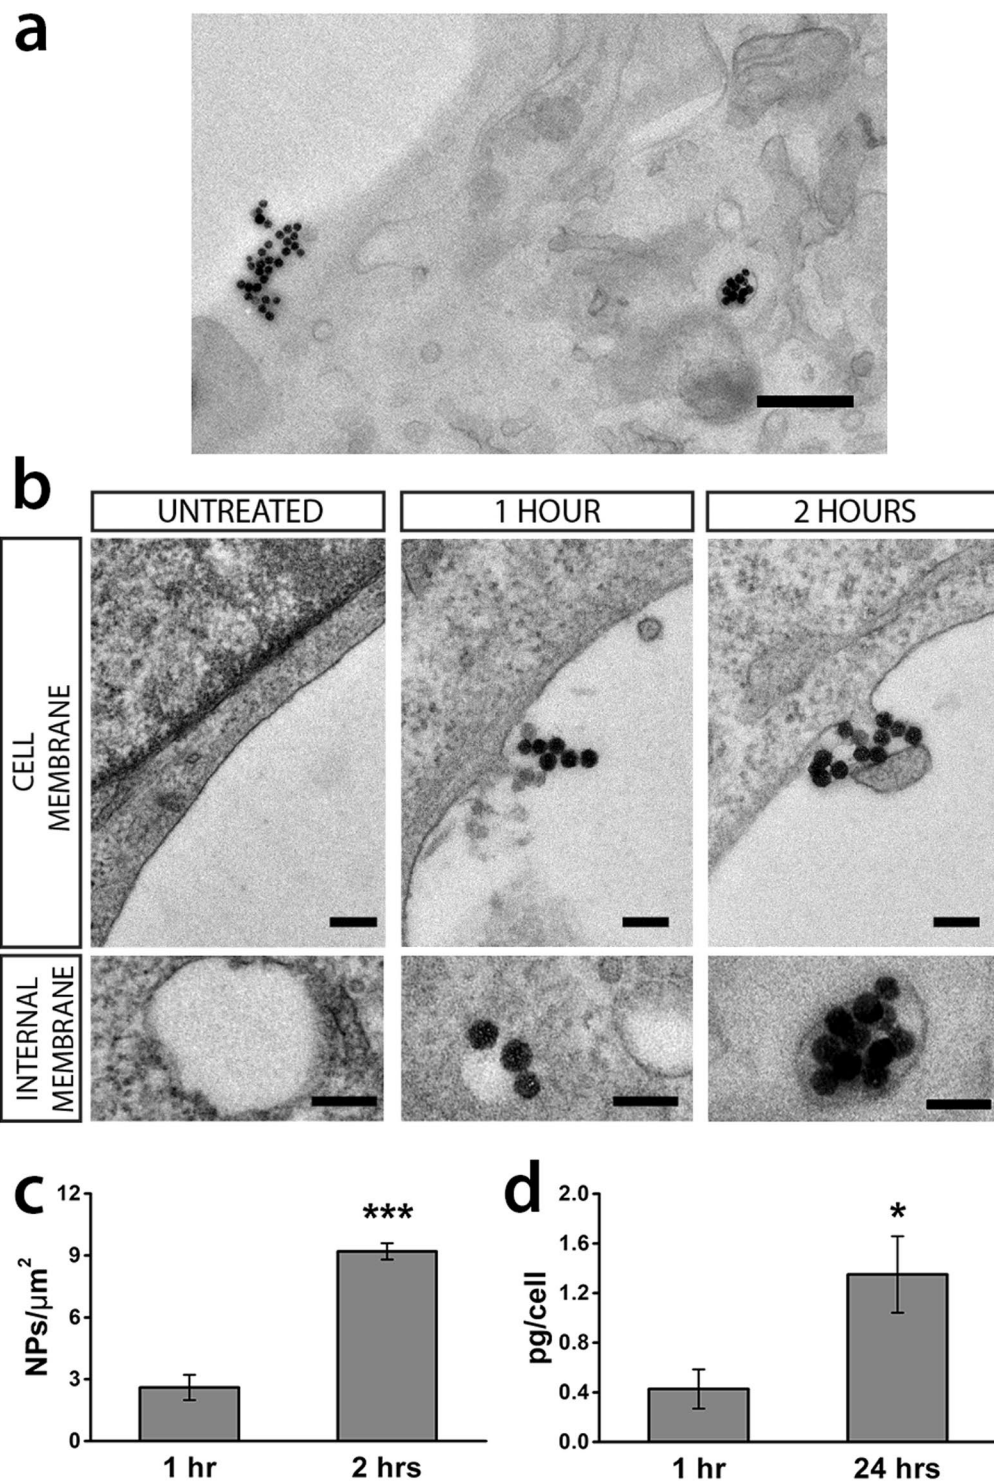 a
b
UNTREATED
1 HOUR
2 HOURS
CELL
MEMBRANE
INTERNAL
MEMBRANE
c
NPs/μm²
12
9
6
3
0
***
1 hr
2 hrs
d
pg/cell
2.0
1.6
1.2
0.8
0.4
0.0
*
1 hr
24 hrs